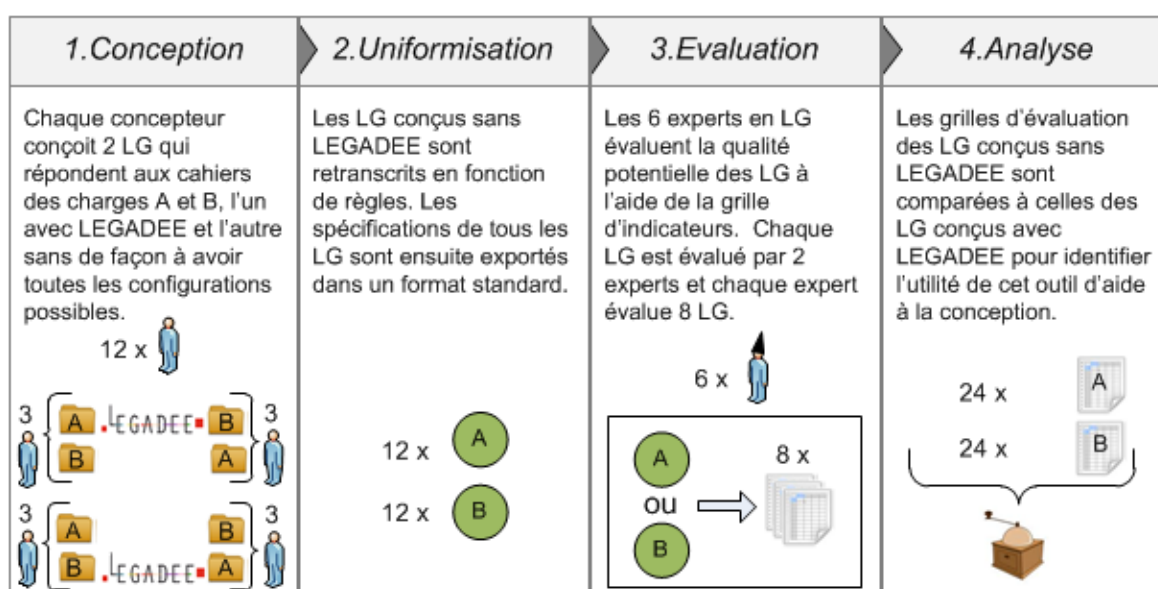 1.Conception
2.Uniformisation
3.Evaluation
4.Analyse
Chaque concepteur
conçoit 2 LG qui
répondent aux cahiers
des charges A et B, l'un
avec LEGADEE et l'autre
sans de façon à avoir
toutes les configurations
possibles.
12 x
3
A
.LEGADEE
B
3
B
A
3
A
B
3
B
.LEGADEE
A
Les LG conçus sans
LEGADEE sont
retranscrits en fonction
de règles. Les
spécifications de tous les
LG sont ensuite exportés
dans un format standard.
12 x
A
12 x
B
Les 6 experts en LG
évaluent la qualité
potentielle des LG à
l'aide de la grille
d'indicateurs. Chaque
LG est évalué par 2
experts et chaque expert
évalue 8 LG.
6 x
A
ou
B
8 x
Les grilles d'évaluation
des LG conçus sans
LEGADEE sont
comparées à celles des
LG conçus avec
LEGADEE pour identifier
l'utilité de cet outil d'aide
à la conception.
24 x
A
24 x
B